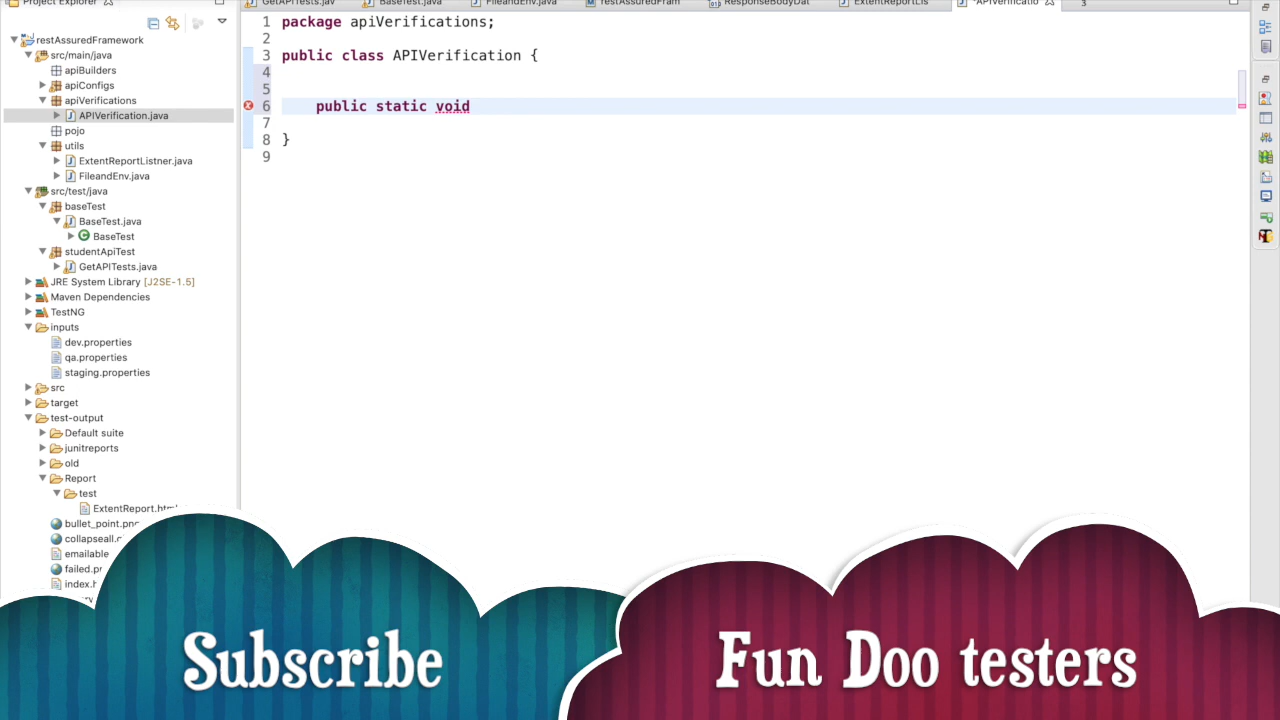 Project Explorer
GetAPITests.jav
BaseTest.java
FileandEnv.java
restAssuredFram
ResponseBodyDat
ExtentReportLis
*APIVerificatio
3
restAssuredFramework
src/main/java
apiBuilders
apiConfigs
apiVerifications
APIVerification.java
pojo
utils
ExtentReportListner.java
FileandEnv.java
src/test/java
baseTest
BaseTest.java
BaseTest
studentApiTest
GetAPITests.java
JRE System Library [J2SE-1.5]
Maven Dependencies
TestNG
inputs
dev.properties
qa.properties
staging.properties
src
target
test-output
Default suite
junitreports
old
Report
test
ExtentReport.html
bullet_point.png
collapseall.g
emailable
failed.p
index.h
1 package apiVerifications;
2
3 public class APIVerification {
4
5
6 public static void
7
8 }
9
Subscribe
Fun Doo testers